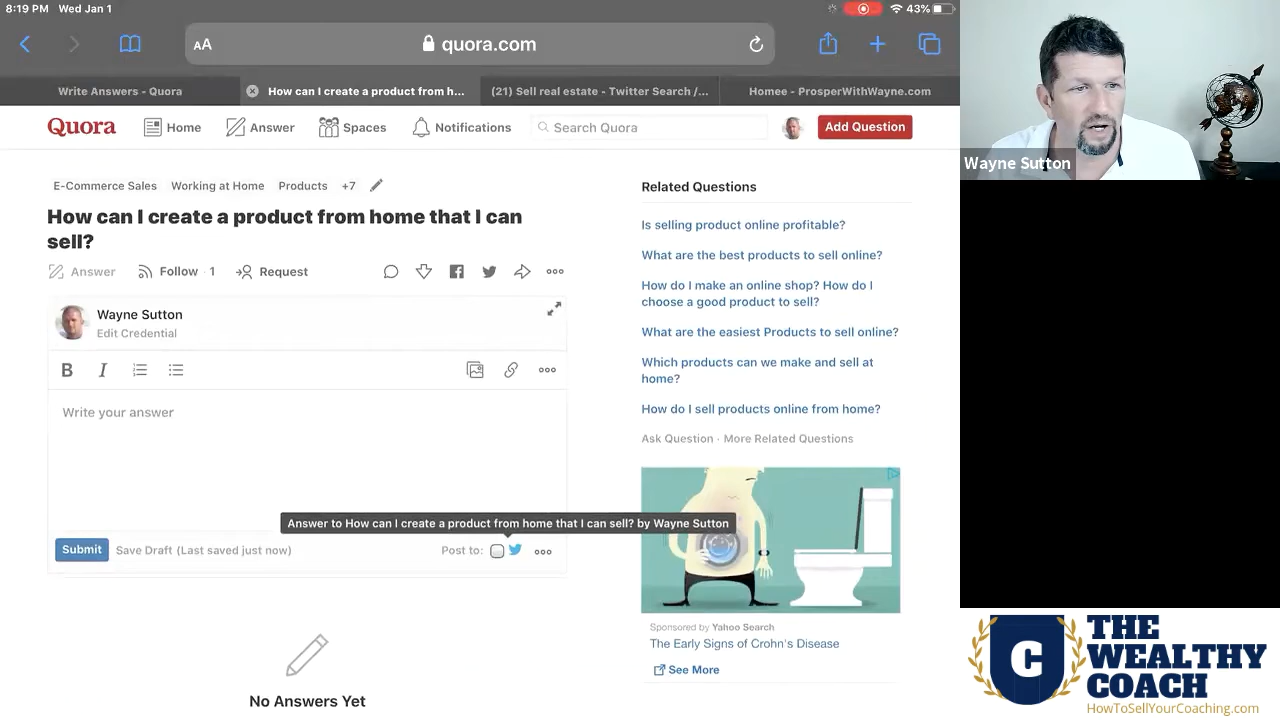 8:19 PM Wed Jan 1
43%
AA
quora.com
Write Answers - Quora
How can I create a product from h...
(21) Sell real estate - Twitter Search /...
Homee - ProsperWithWayne.com
Quora
Home
Answer
Spaces
Notifications
Search Quora
Add Question
E-Commerce Sales Working at Home Products +7
How can I create a product from home that I can
sell?
Answer
Follow · 1
Request
Wayne Sutton
Edit Credential
B I
Write your answer
Answer to How can I create a product from home that I can sell? by Wayne Sutton
Submit
Save Draft (Last saved just now)
Post to:
No Answers Yet
Related Questions
Is selling product online profitable?
What are the best products to sell online?
How do I make an online shop? How do I
choose a good product to sell?
What are the easiest Products to sell online?
Which products can we make and sell at
home?
How do I sell products online from home?
Ask Question · More Related Questions
Sponsored by Yahoo Search
The Early Signs of Crohn's Disease
See More
Wayne Sutton
C
THE
WEALTHY
COACH
HowToSellYourCoaching.com